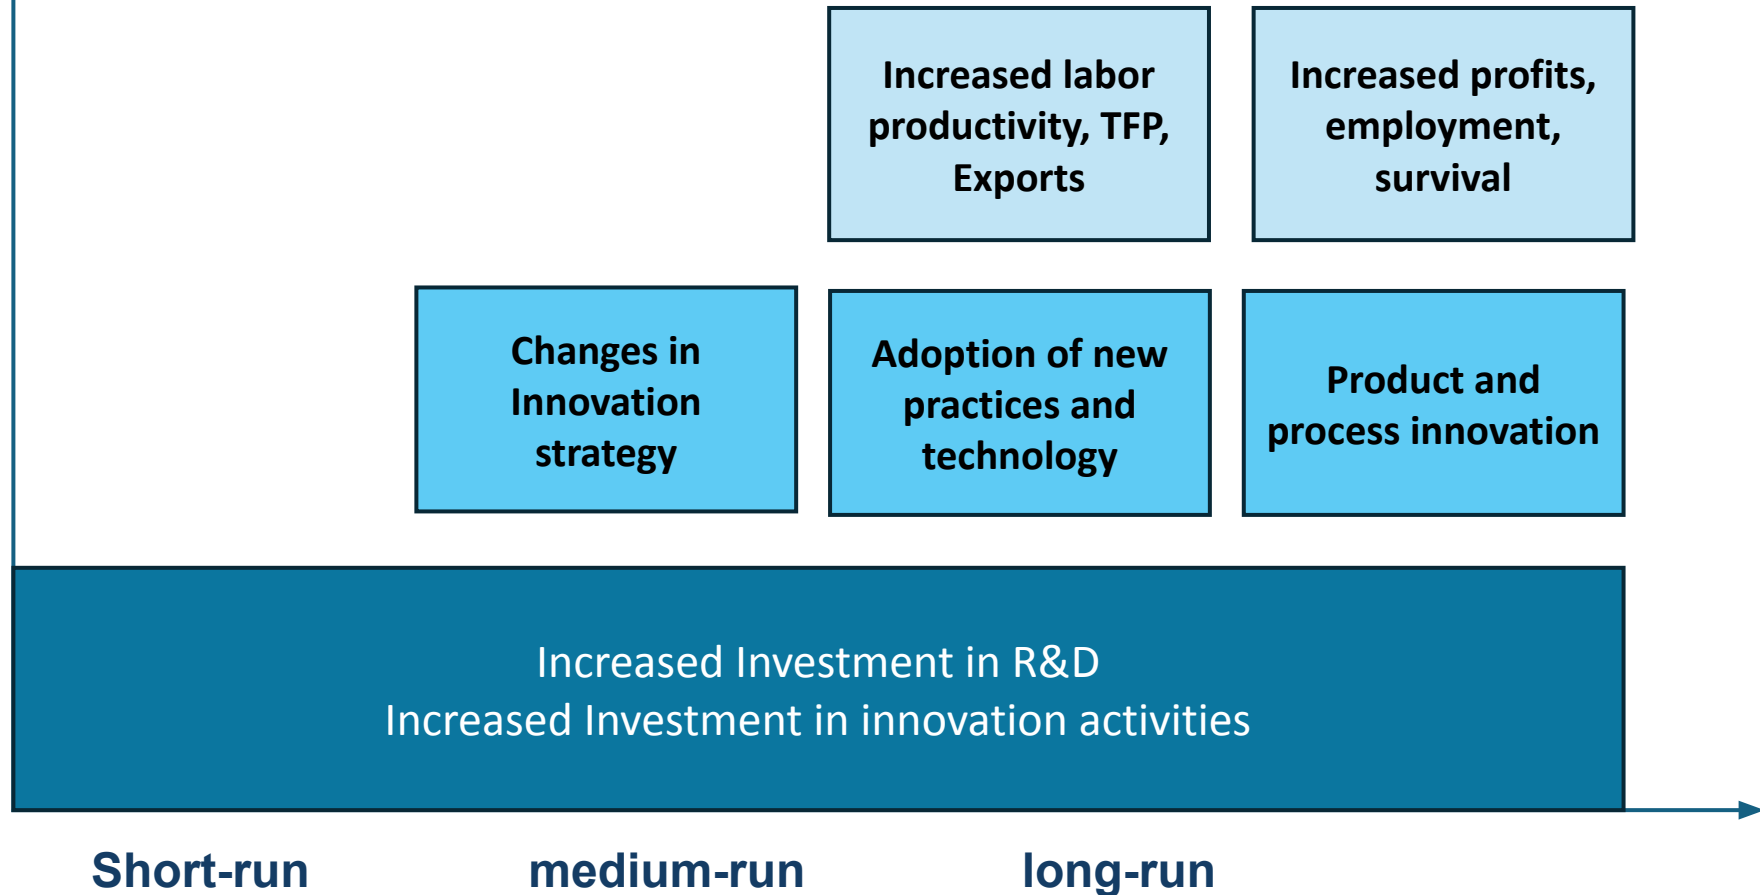 Increased labor
productivity, TFP,
Exports
Increased profits,
employment,
survival
Changes in
Innovation
strategy
Adoption of new
practices and
technology
Product and
process innovation
Increased Investment in R&D
Increased Investment in innovation activities
Short-run
medium-run
long-run